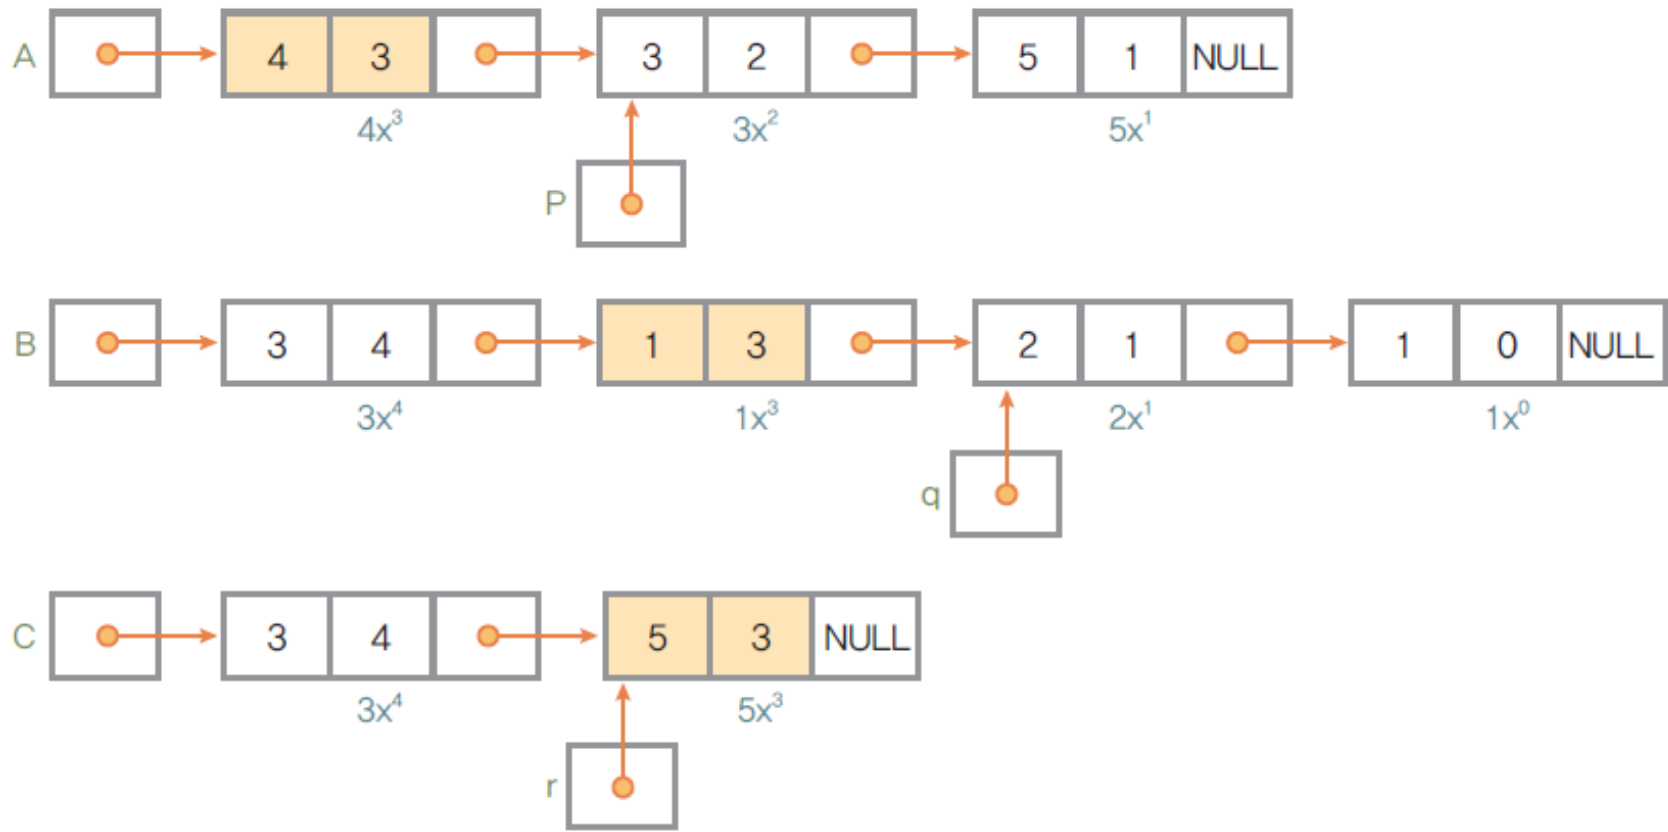 A 4 3 3 2 5 1 NULL
4x³ 3x² 5x¹
P
B 3 4 1 3 2 1 1 0 NULL
3x⁴ 1x³ 2x¹ 1x⁰
q
C 3 4 5 3 NULL
3x⁴ 5x³
r